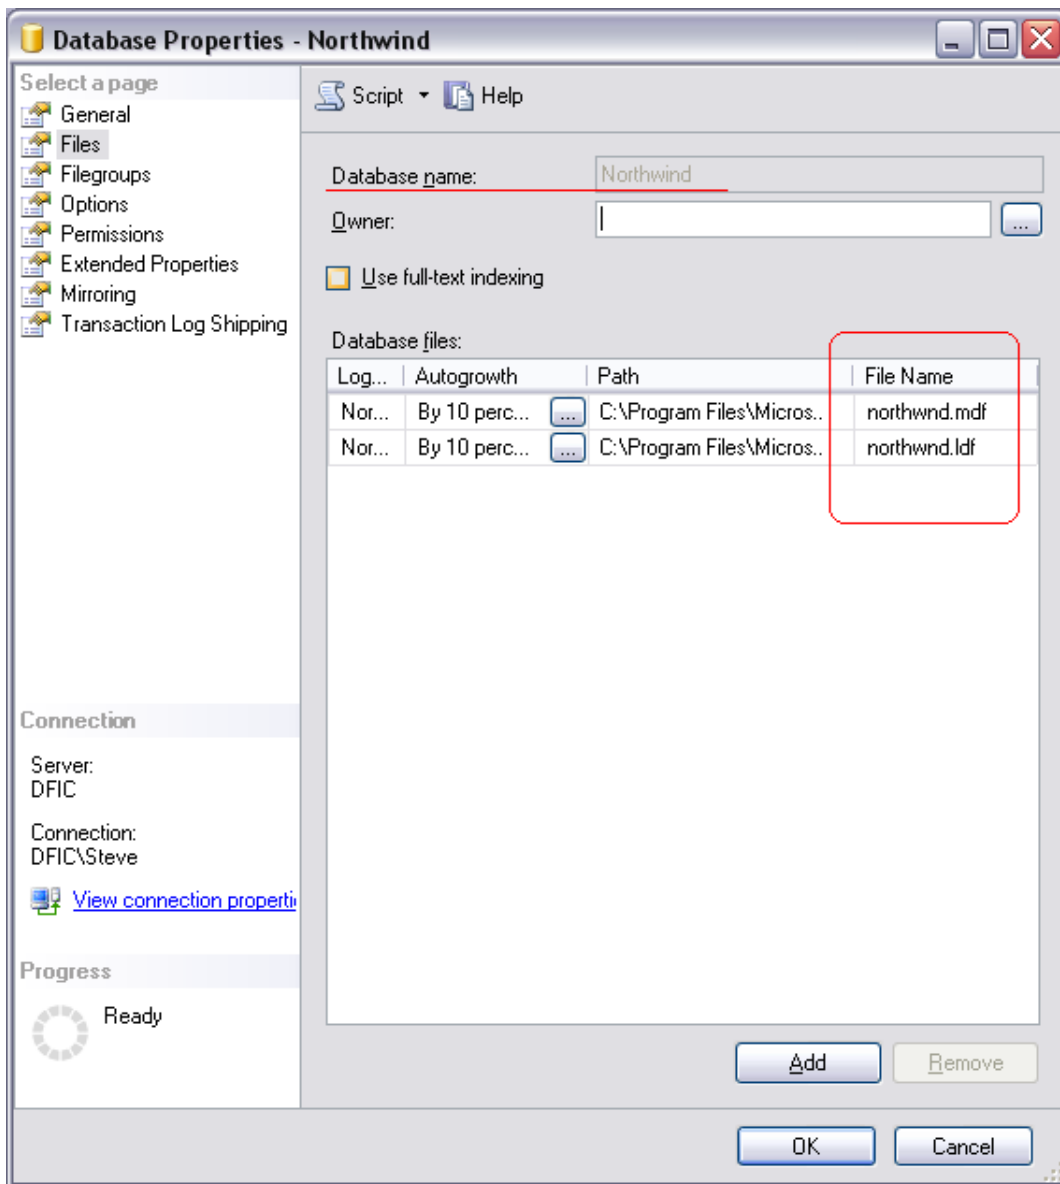 Database Properties - Northwind
Select a page
General
Files
Filegroups
Options
Permissions
Extended Properties
Mirroring
Transaction Log Shipping
Script Help
Database name: Northwind
Owner: ...
Use full-text indexing
Database files:
Log... Autogrowth Path File Name
Nor... By 10 perc... ... C:\Program Files\Micros.. northwnd.mdf
Nor... By 10 perc... ... C:\Program Files\Micros.. northwnd.ldf
Connection
Server:
DFIC
Connection:
DFIC\Steve
View connection properti
Progress
Ready
Add Remove
OK Cancel